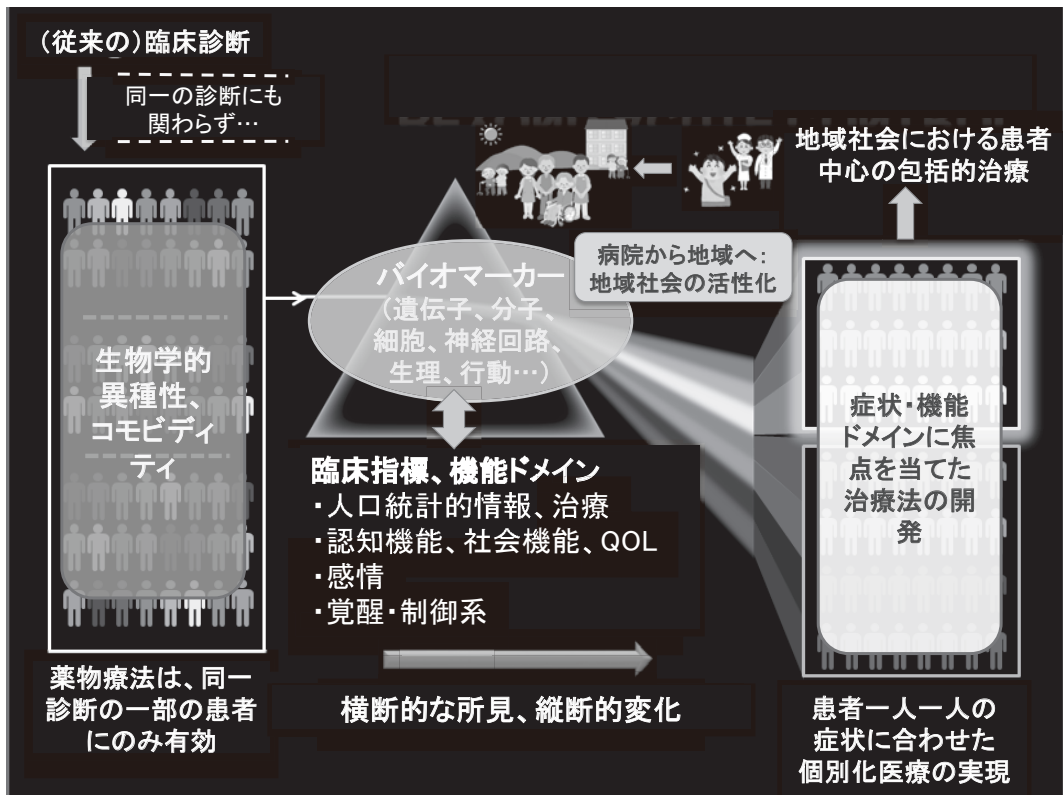 （従来の）臨床診断
同一の診断にも
関わらず…
生物学的
異種性、
コモビディ
ティ
薬物療法は、同一
診断の一部の患者
にのみ有効
バイオマーカー
（遺伝子、分子、
細胞、神経回路、
生理、行動…）
臨床指標、機能ドメイン
・人口統計的情報、治療
・認知機能、社会機能、QOL
・感情
・覚醒・制御系
横断的な所見、縦断的変化
病院から地域へ：
地域社会の活性化
地域社会における患者
中心の包括的治療
症状・機能
ドメインに焦
点を当てた
治療法の開
発
患者一人一人の
症状に合わせた
個別化医療の実現